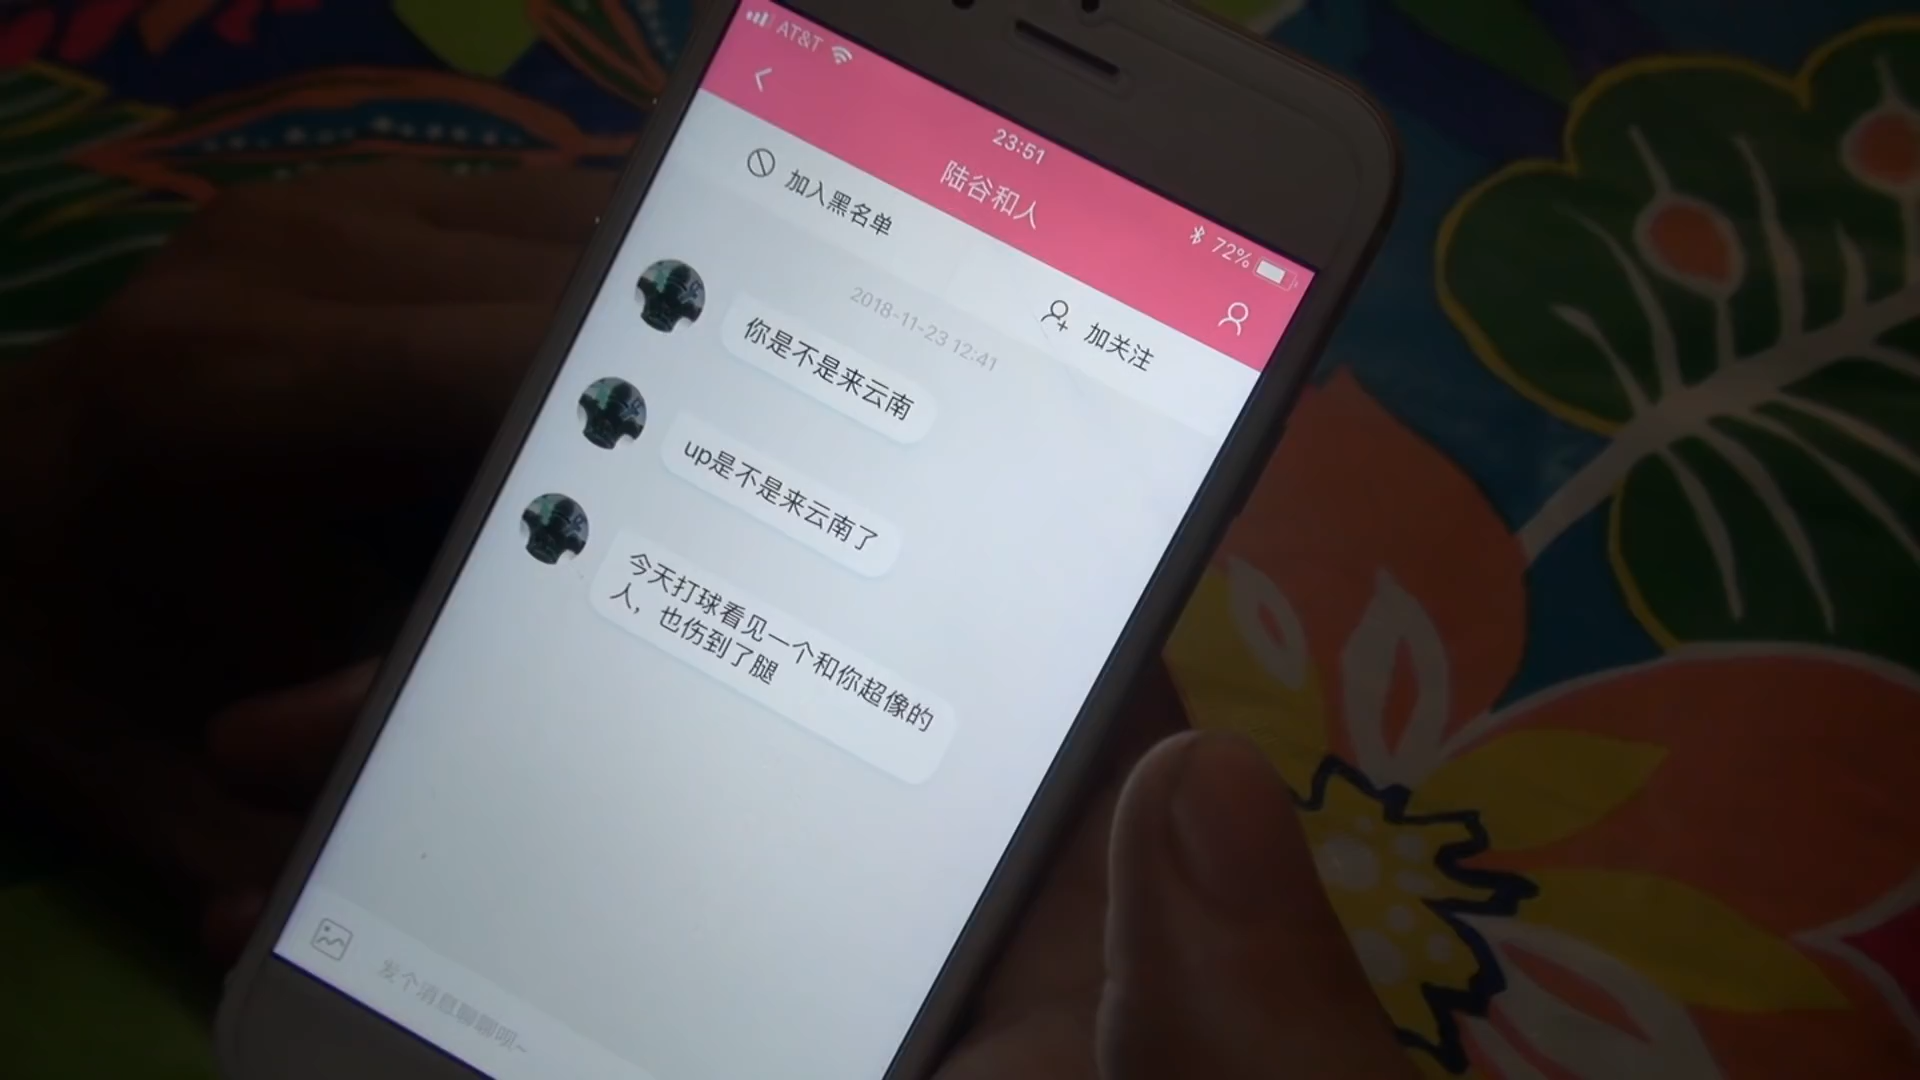 AT&T
23:51
72%
陆谷和人
加入黑名单
加关注
2018-11-23 12:41
你是不是来云南
up是不是来云南了
今天打球看见一个和你超像的
人，也伤到了腿
发个消息聊聊呗~